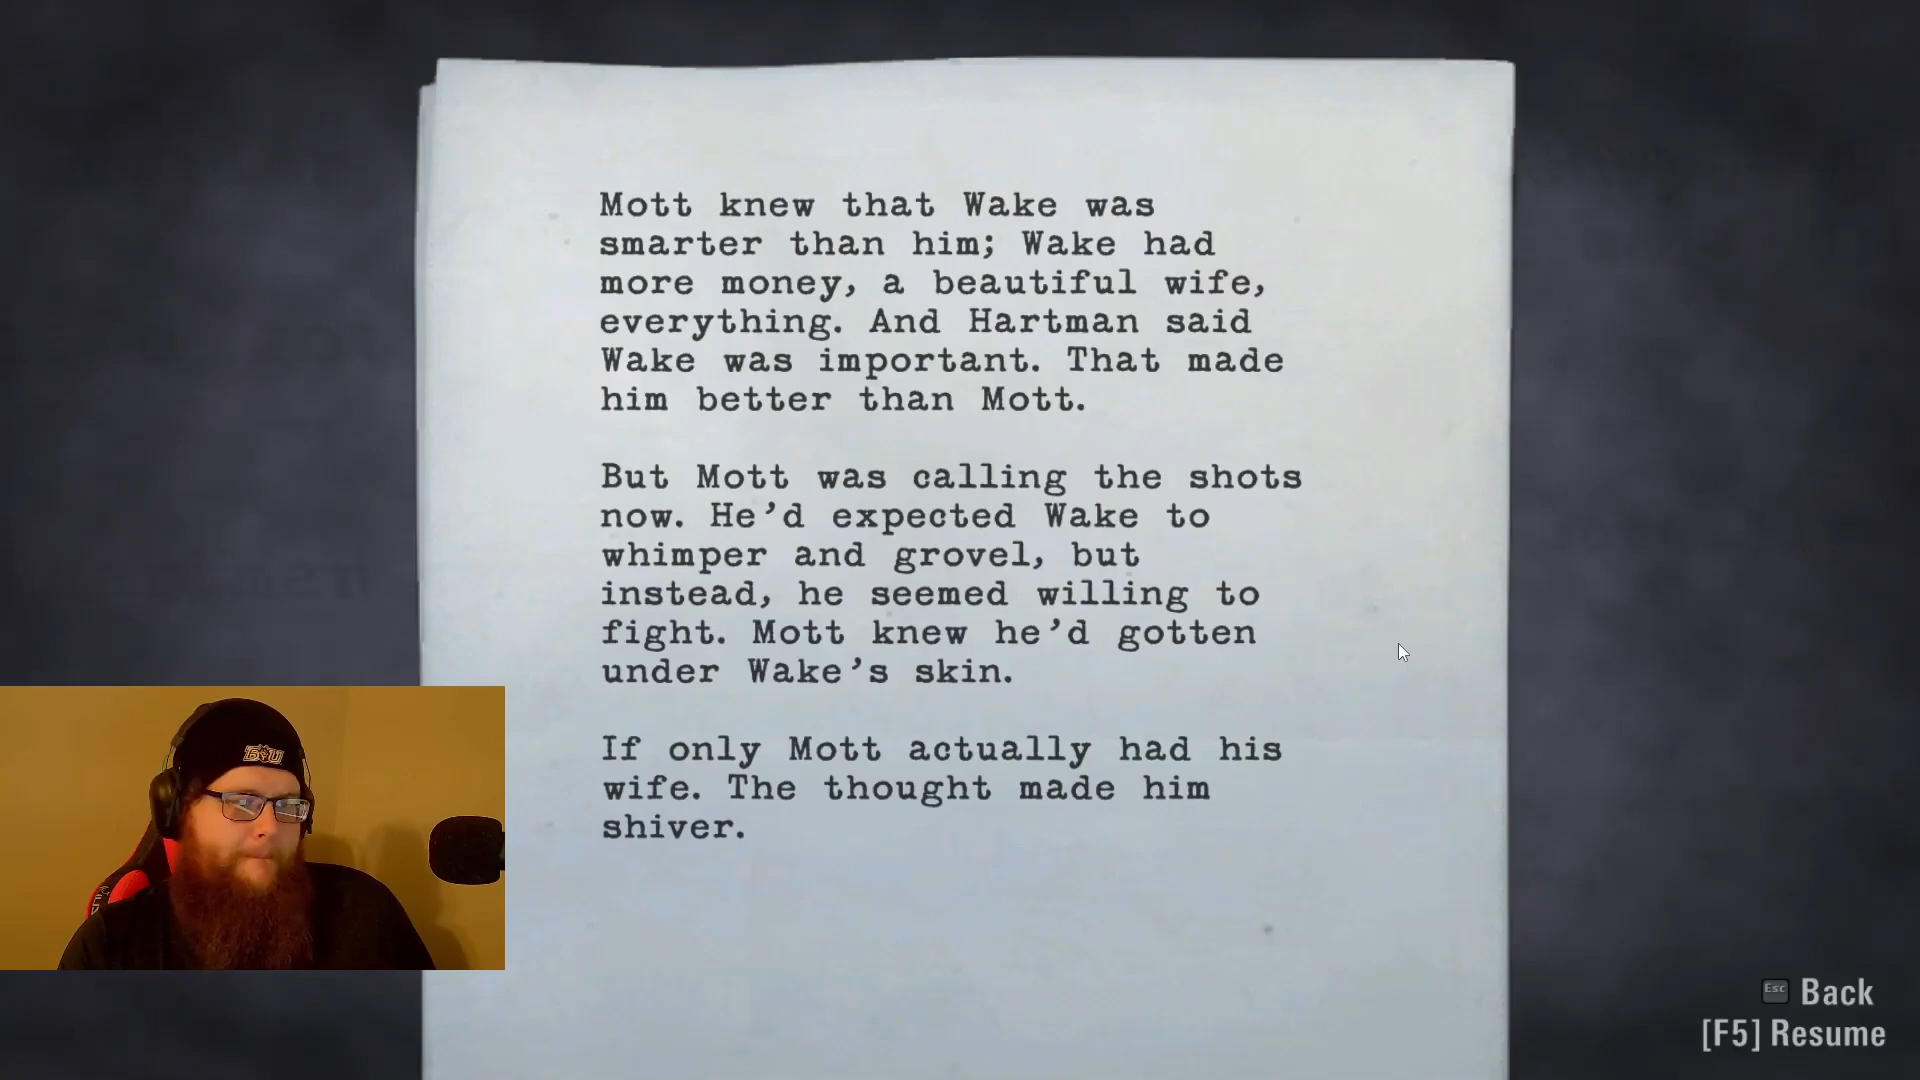 Mott knew that Wake was
smarter than him; Wake had
more money, a beautiful wife,
everything. And Hartman said
Wake was important. That made
him better than Mott.
But Mott was calling the shots
now. He’d expected Wake to
whimper and grovel, but
instead, he seemed willing to
fight. Mott knew he’d gotten
under Wake’s skin.
If only Mott actually had his
wife. The thought made him
shiver.
Esc Back
[F5] Resume